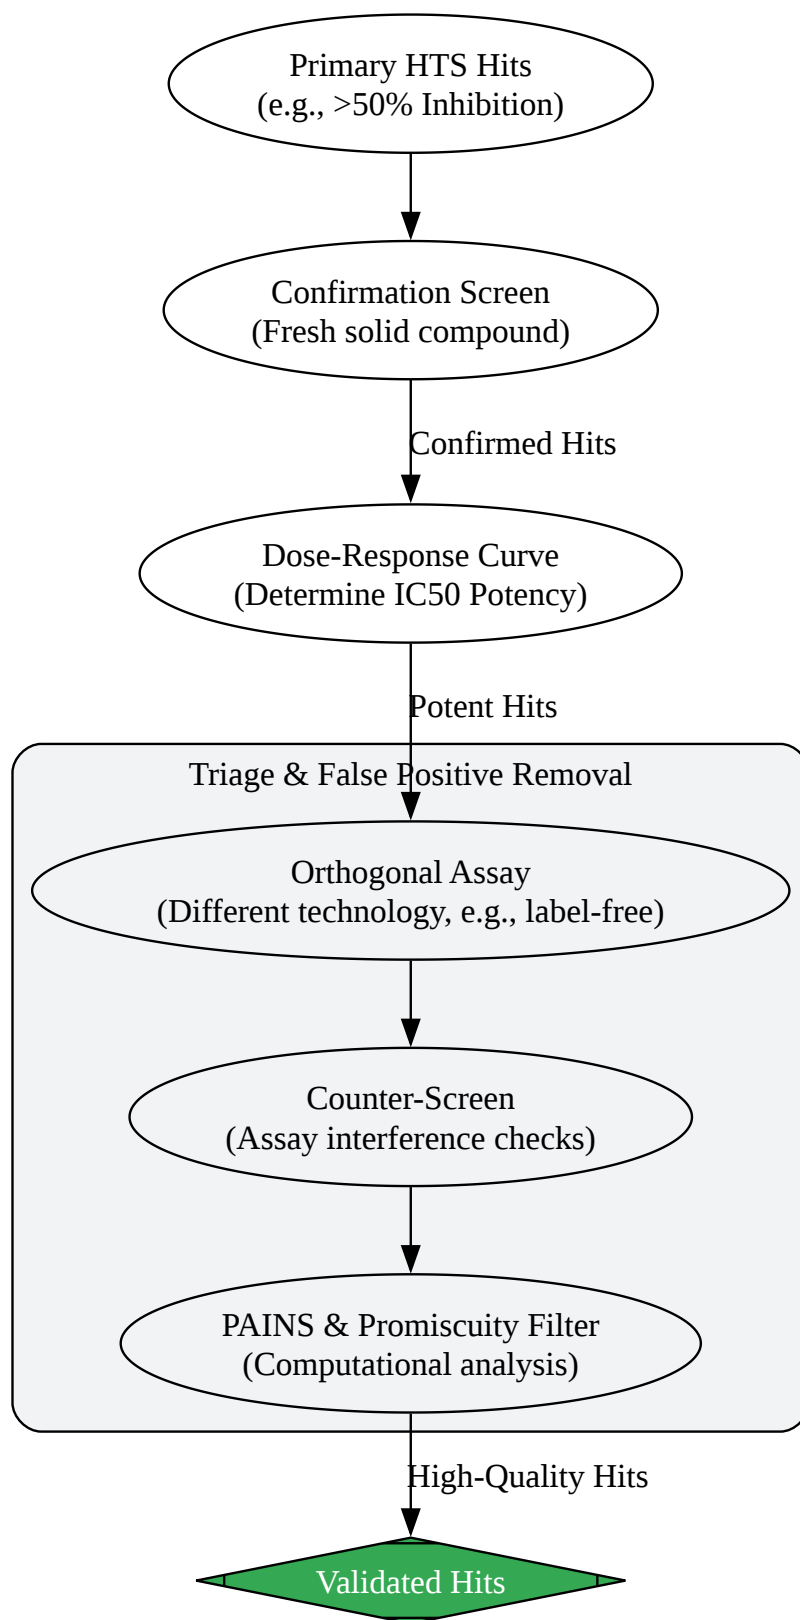 Primary HTS Hits
(e.g., >50% Inhibition)
Confirmation Screen
(Fresh solid compound)
Confirmed Hits
Dose-Response Curve
(Determine IC50 Potency)
Potent Hits
Triage & False Positive Removal
Orthogonal Assay
(Different technology, e.g., label-free)
Counter-Screen
(Assay interference checks)
PAINS & Promiscuity Filter
(Computational analysis)
High-Quality Hits
Validated Hits